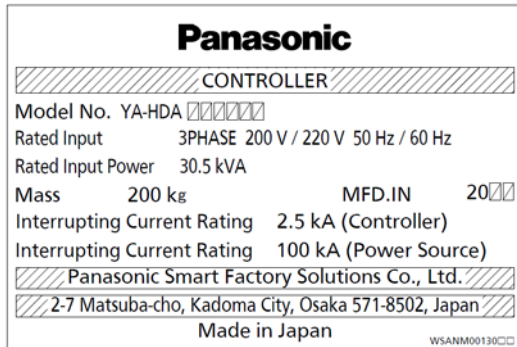 Panasonic
CONTROLLER
Model No. YA-HDA □□□□□□
Rated Input 3PHASE 200 V / 220 V 50 Hz / 60 Hz
Rated Input Power 30.5 kVA
Mass 200 kg MFD.IN 20□□
Interrupting Current Rating 2.5 kA (Controller)
Interrupting Current Rating 100 kA (Power Source)
Panasonic Smart Factory Solutions Co., Ltd.
2-7 Matsuba-cho, Kadoma City, Osaka 571-8502, Japan
Made in Japan
WSANM00130□□